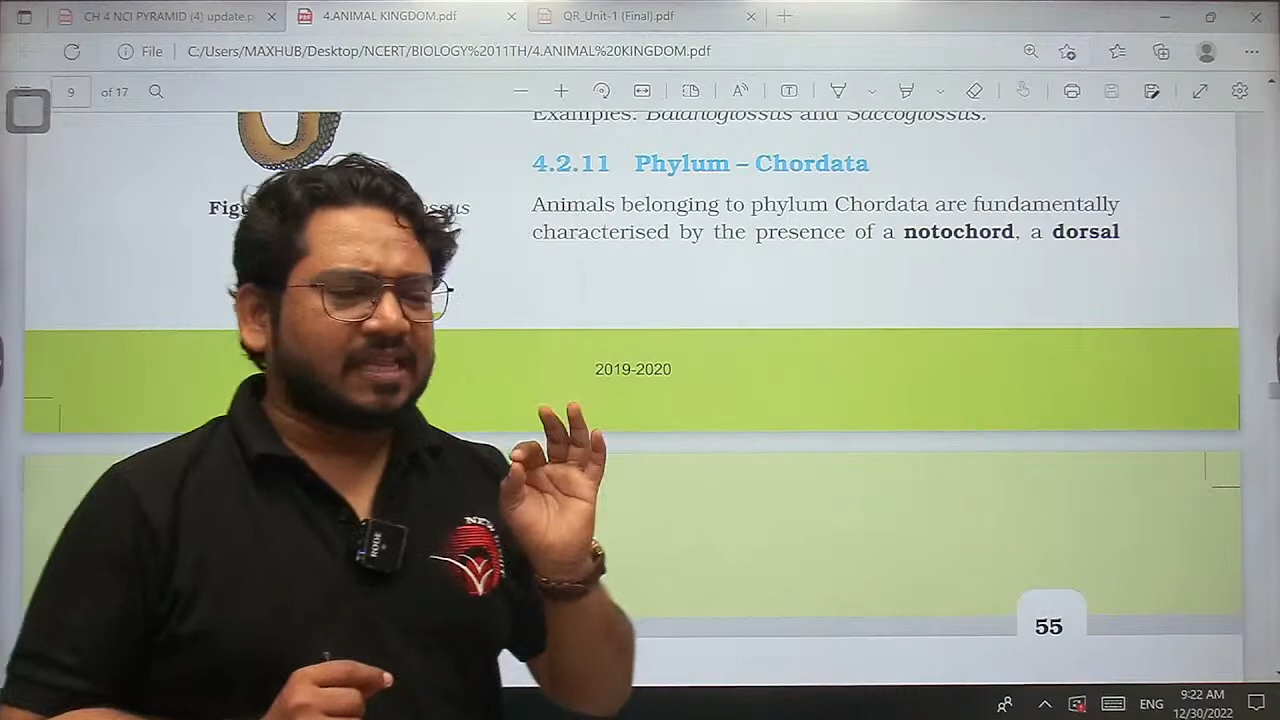 CH 4 NCI PYRAMID (4) update.p
4.ANIMAL KINGDOM.pdf
QR_Unit-1 (Final).pdf
File
C:/Users/MAXHUB/Desktop/NCERT/BIOLOGY%2011TH/4.ANIMAL%20KINGDOM.pdf
9 of 17
Examples: Balanoglossus and Saccoglossus.
4.2.11 Phylum – Chordata
Animals belonging to phylum Chordata are fundamentally
characterised by the presence of a notochord, a dorsal
2019-2020
55
RODE
ENG
9:22 AM
12/30/2022